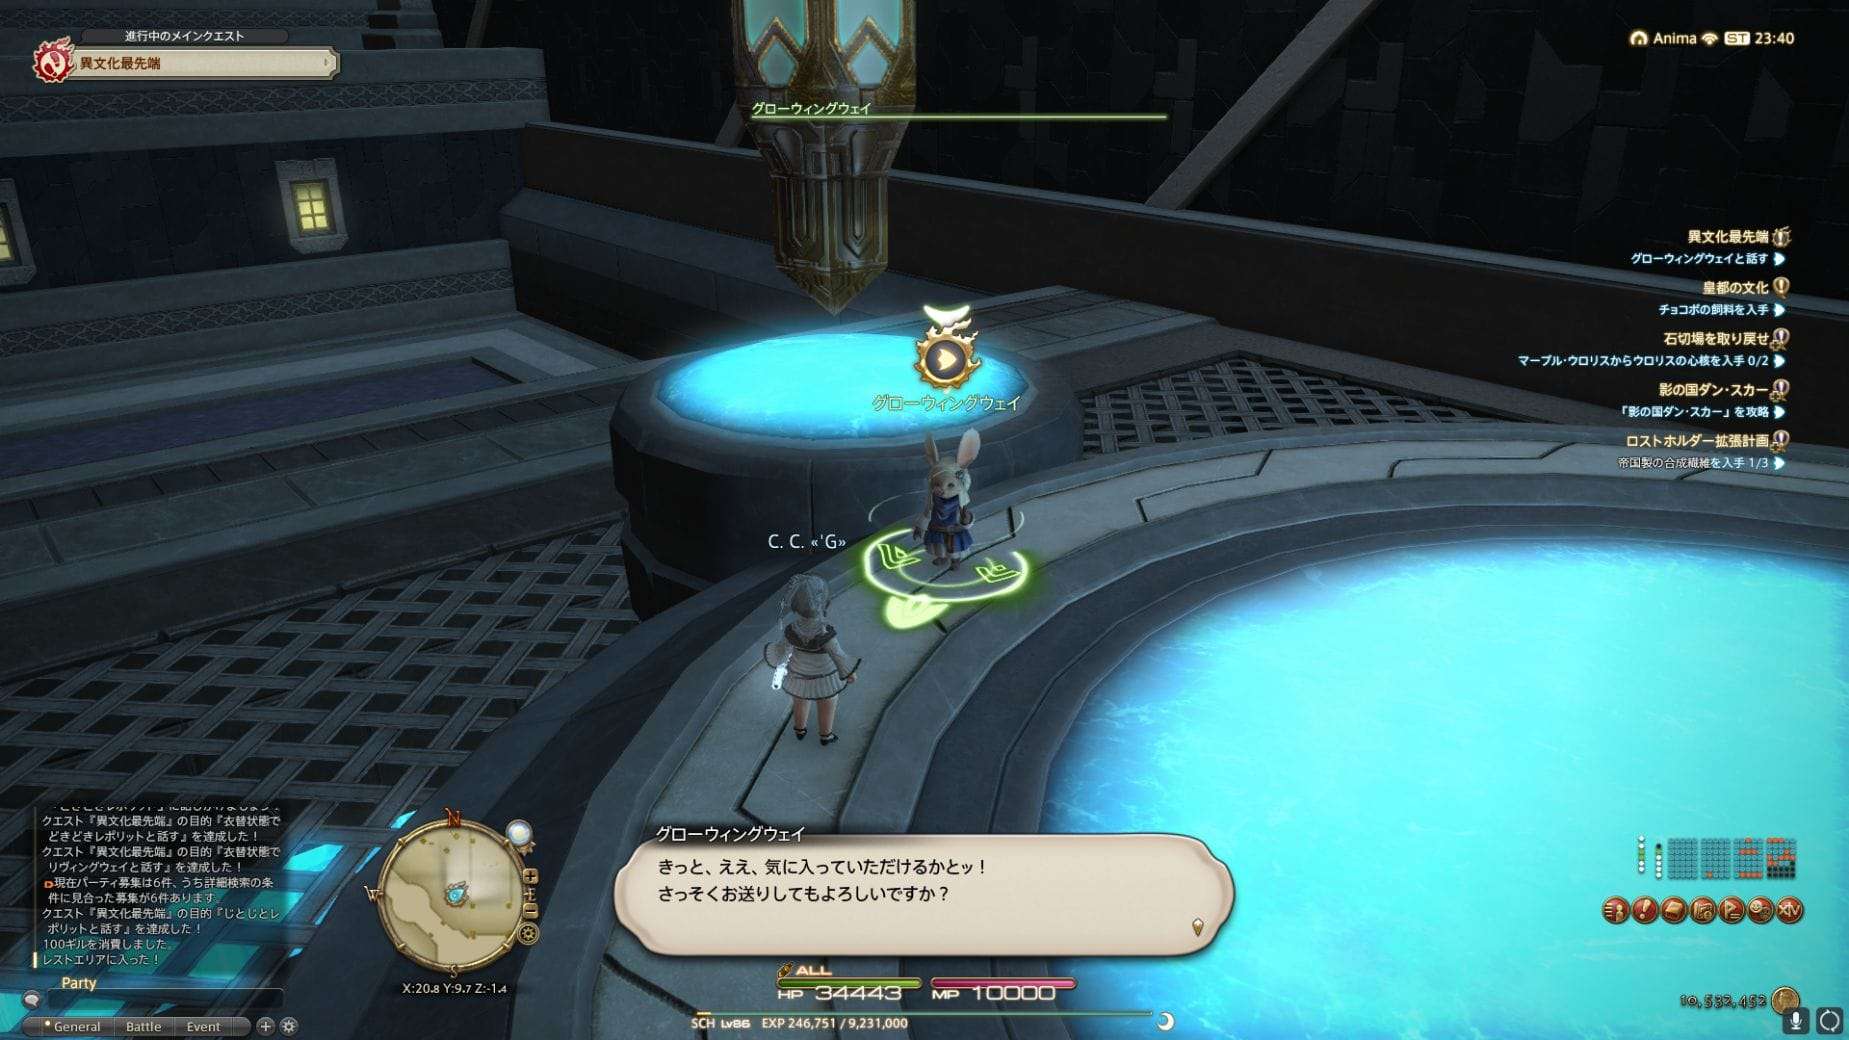 進行中のメインクエスト
異文化最先端
Anima ST 23:40
グローウィングウェイ
異文化最先端
グローウィングウェイと話す
皇都の文化
チョコボの飼料を入手
石切場を取り戻せ
マーブル・ウロリスからウロリスの心核を入手 0/2
影の国ダン・スカー
『影の国ダン・スカー』を攻略
ロストホルダー拡張計画
帝国製の合成繊維を入手 1/3
グローウィングウェイ
C. C. «'G»
クエスト『異文化最先端』の目的『衣替状態で
どきどきレポリットと話す』を達成した！
クエスト『異文化最先端』の目的『衣替状態で
リヴィングウェイと話す』を達成した！
現在パーティ募集は6件、うち詳細検索の条
件に見合った募集が6件あります。
クエスト『異文化最先端』の目的『じとじとレ
ポリットと話す』を達成した！
100ギルを消費しました。
レストエリアに入った！
Party
General Battle Event
N
W
E
S
X:20.8 Y:9.7 Z:-1.4
グローウィングウェイ
きっと、ええ、気に入っていただけるかとッ！
さっそくお送りしてもよろしいですか？
ALL
HP 34443 MP 10000
SCH Lv86 EXP 246,751 / 9,231,000
XIV
10,532,452